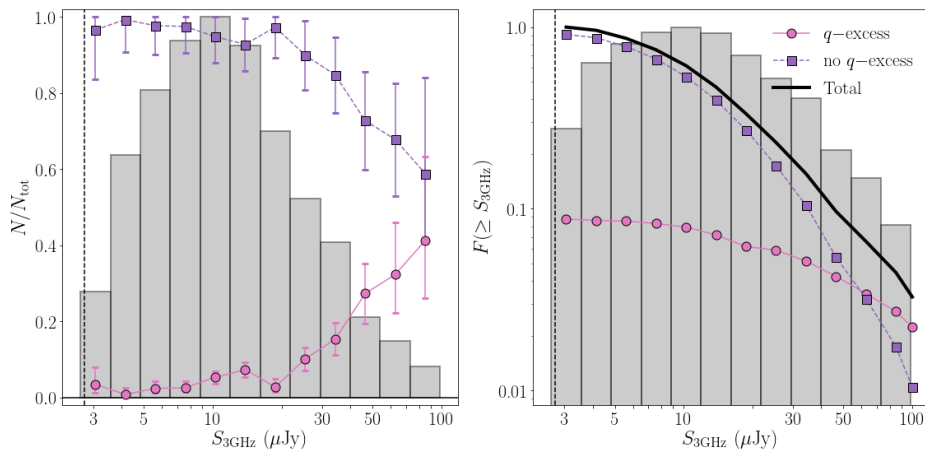 1.0
0.8
0.6
0.4
0.2
0.0
N/N_tot
3 5 10 30 50 100
S_3GHz (μJy)
q−excess
no q−excess
Total
1.0
0.1
0.01
F(≥ S_3GHz)
3 5 10 30 50 100
S_3GHz (μJy)